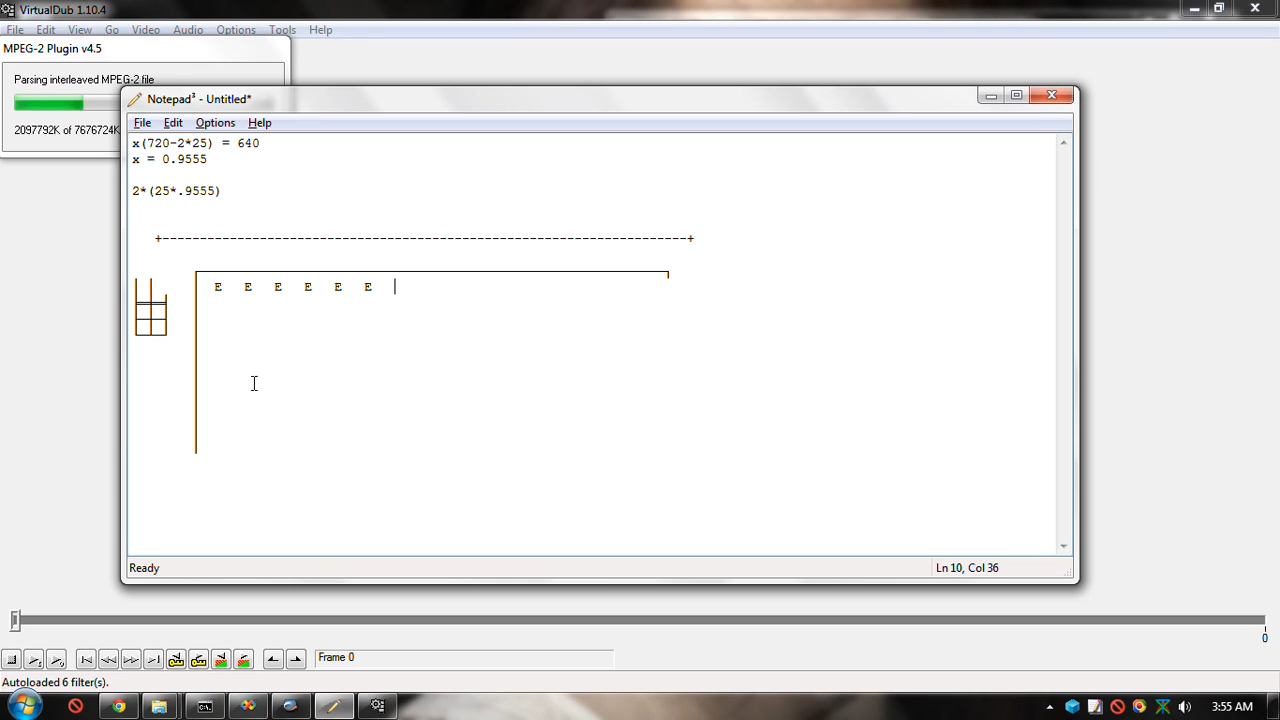 VirtualDub 1.10.4
File Edit View Go Video Audio Options Tools Help
MPEG-2 Plugin v4.5
Parsing interleaved MPEG-2 file
2097792K of 7676724K
Notepad³ - Untitled*
File Edit Options Help
x(720-2*25) = 640
x = 0.9555
2*(25*.9555)
+----------------------------------------------------------------------+
E E E E E E
Ready
Ln 10, Col 36
0
Frame 0
Autoloaded 6 filter(s).
3:55 AM